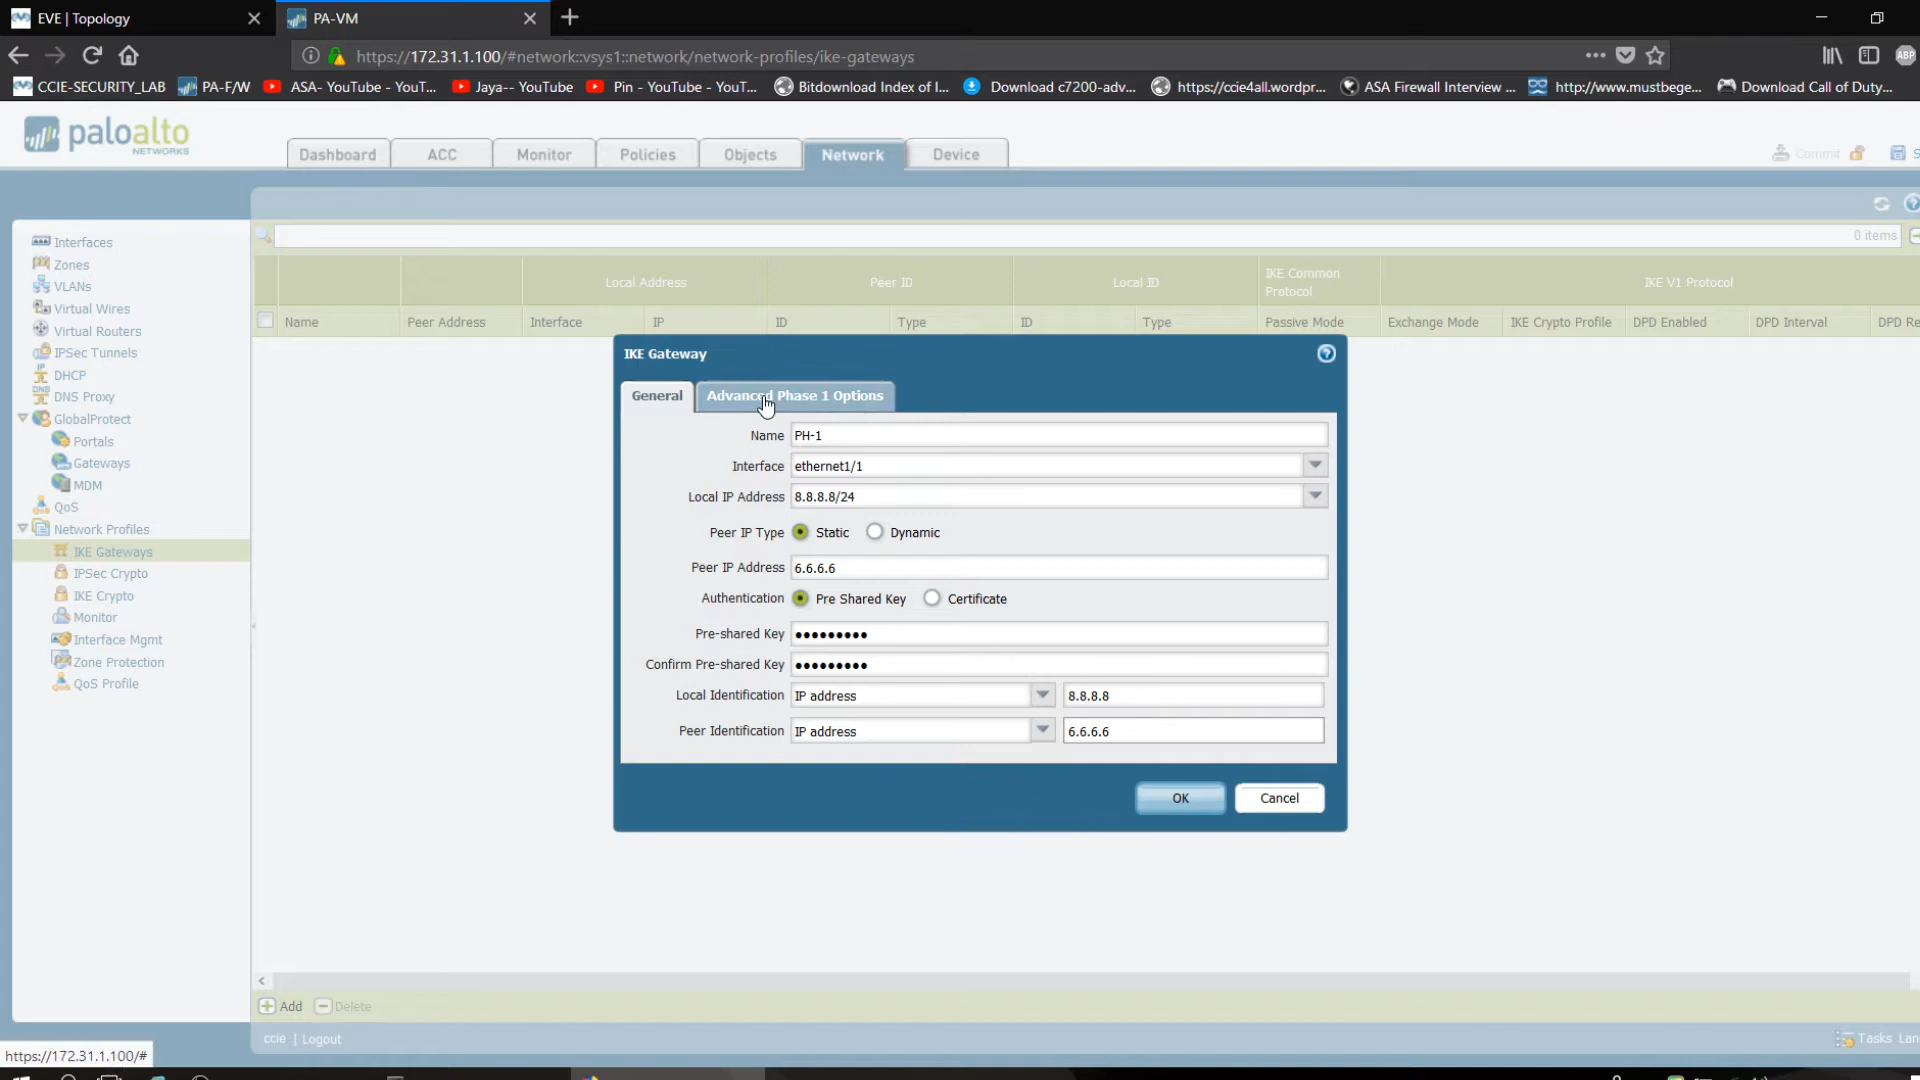 EVE | Topology
PA-VM
https://172.31.1.100/#network::vsys1::network/network-profiles/ike-gateways
ABP
CCIE-SECURITY_LAB
PA-F/W
ASA- YouTube - YouT...
Jaya-- YouTube
Pin - YouTube - YouT...
Bitdownload Index of I...
Download c7200-adv...
https://ccie4all.wordpr...
ASA Firewall Interview ...
http://www.mustbege...
Download Call of Duty...
paloalto
NETWORKS
Dashboard
ACC
Monitor
Policies
Objects
Network
Device
Commit
S
Interfaces
Zones
VLANs
Virtual Wires
Virtual Routers
IPSec Tunnels
DHCP
DNS Proxy
GlobalProtect
Portals
Gateways
MDM
QoS
Network Profiles
IKE Gateways
IPSec Crypto
IKE Crypto
Monitor
Interface Mgmt
Zone Protection
QoS Profile
0 items
Local Address
Peer ID
Local ID
IKE Common
Protocol
IKE V1 Protocol
Name
Peer Address
Interface
IP
ID
Type
ID
Type
Passive Mode
Exchange Mode
IKE Crypto Profile
DPD Enabled
DPD Interval
DPD Re
IKE Gateway
General
Advanced Phase 1 Options
Name PH-1
Interface ethernet1/1
Local IP Address 8.8.8.8/24
Peer IP Type Static Dynamic
Peer IP Address 6.6.6.6
Authentication Pre Shared Key Certificate
Pre-shared Key •••••••••
Confirm Pre-shared Key •••••••••
Local Identification IP address 8.8.8.8
Peer Identification IP address 6.6.6.6
OK
Cancel
Add
Delete
ccie | Logout
Tasks
Lan
https://172.31.1.100/#